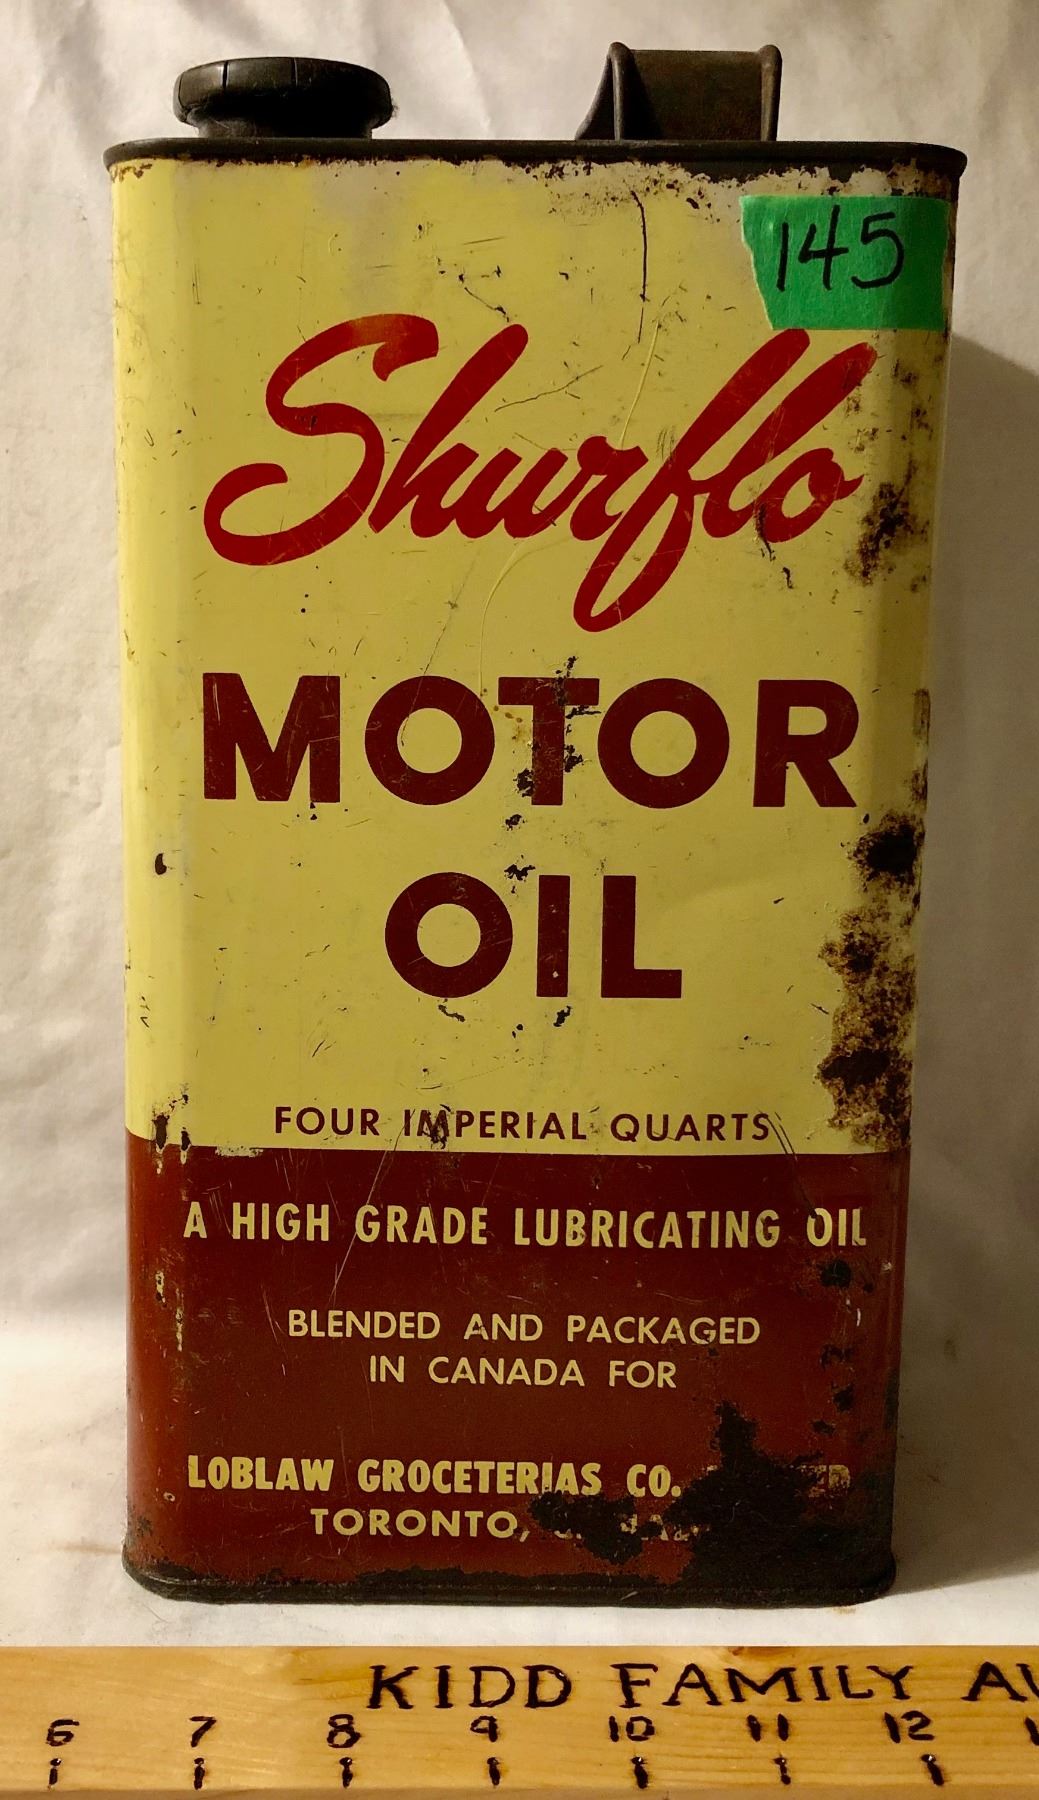 145
Shurflo
MOTOR
OIL
FOUR IMPERIAL QUARTS
A HIGH GRADE LUBRICATING OIL
BLENDED AND PACKAGED
IN CANADA FOR
LOBLAW GROCETERIAS CO.
TORONTO,
KIDD FAMILY
6 7 8 9 10 11 12